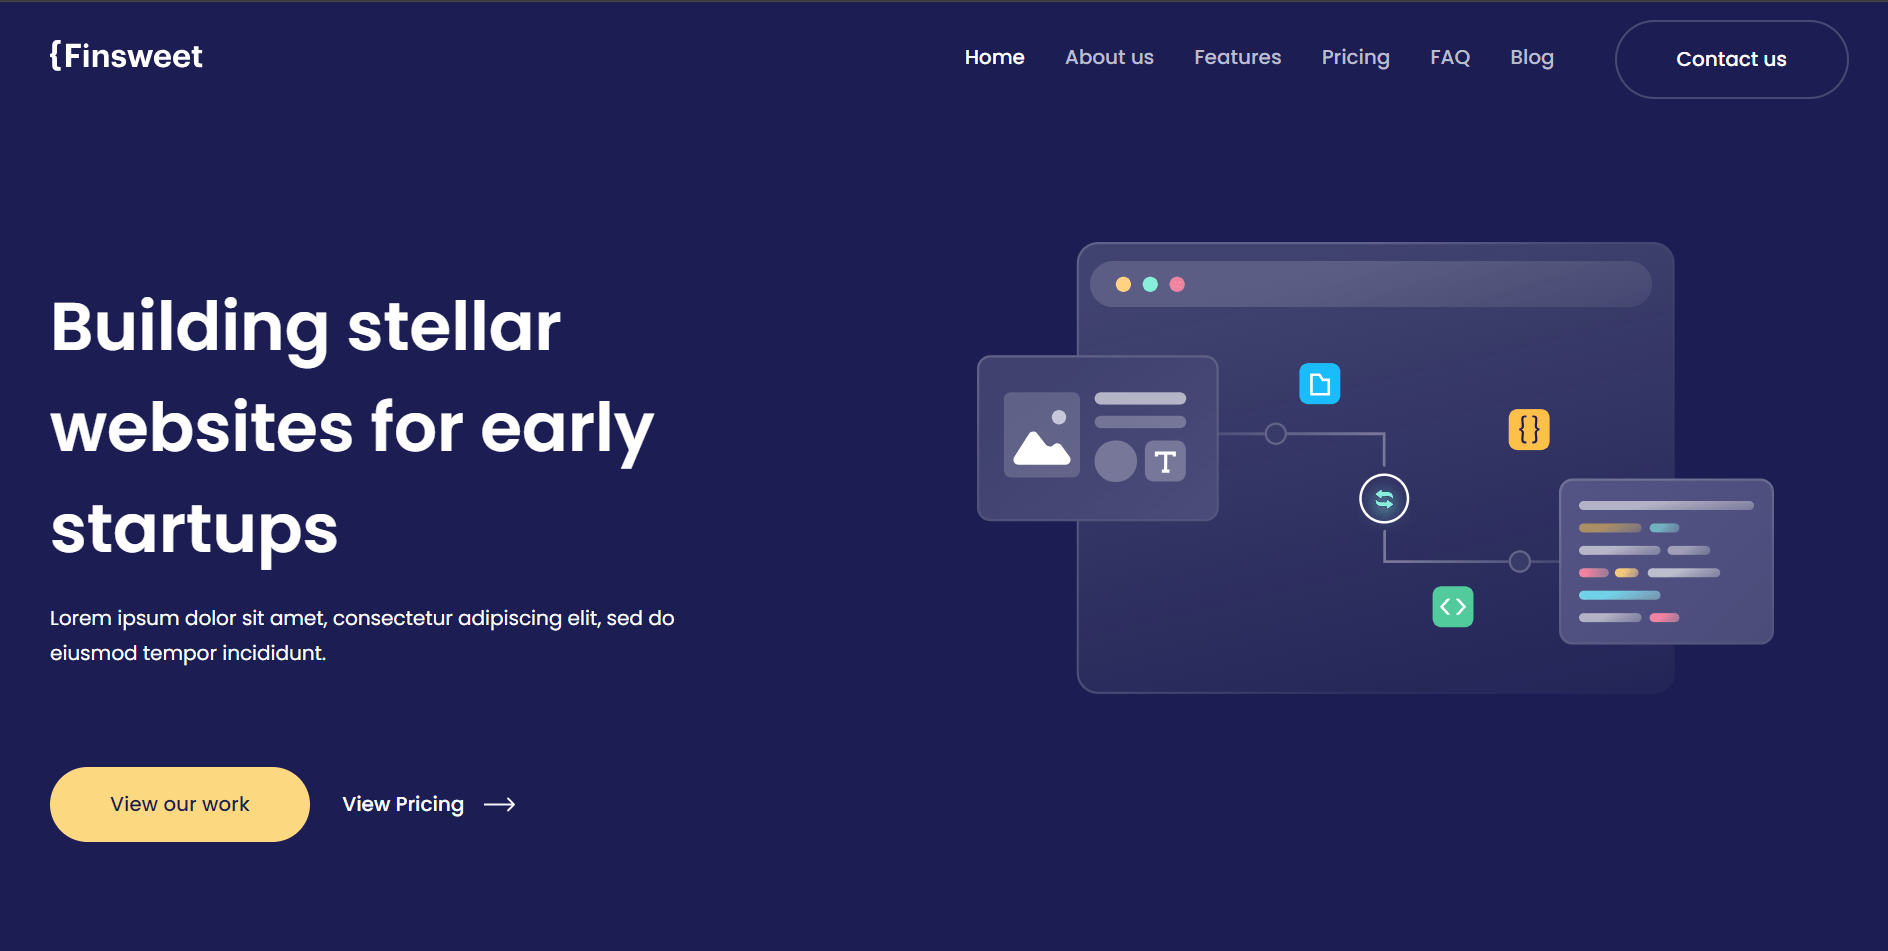 {Finsweet
Home About us Features Pricing FAQ Blog Contact us
Building stellar
websites for early
startups
Lorem ipsum dolor sit amet, consectetur adipiscing elit, sed do
eiusmod tempor incididunt.
View our work View Pricing
T
{ }
< >